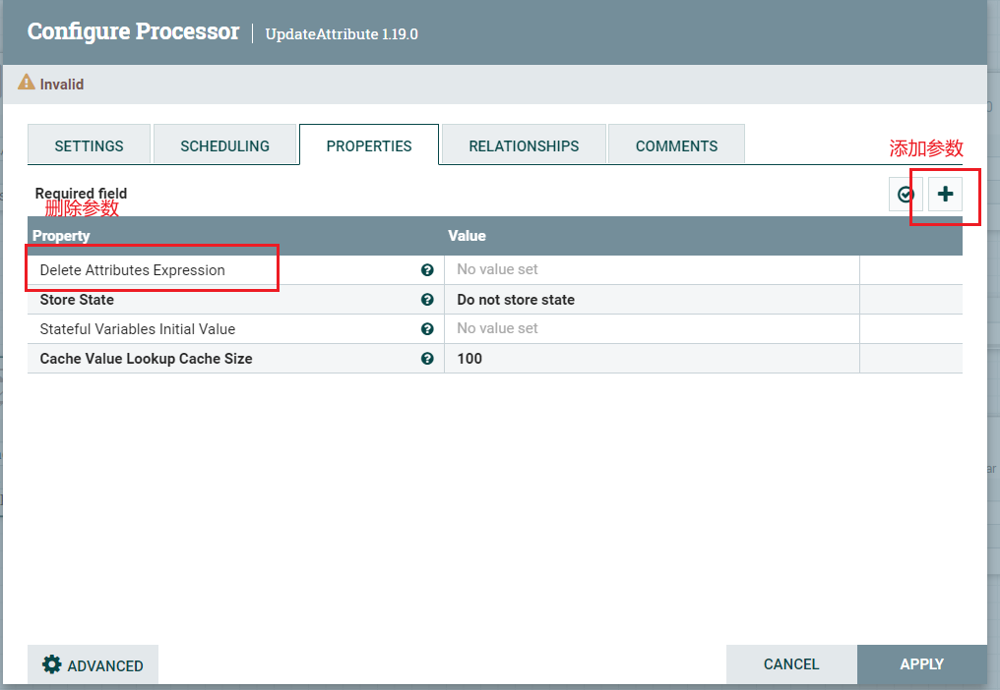 Configure Processor | UpdateAttribute 1.19.0
Invalid
SETTINGS SCHEDULING PROPERTIES RELATIONSHIPS COMMENTS
添加参数
Required field
删除参数
Property Value
Delete Attributes Expression No value set
Store State Do not store state
Stateful Variables Initial Value No value set
Cache Value Lookup Cache Size 100
ADVANCED CANCEL APPLY